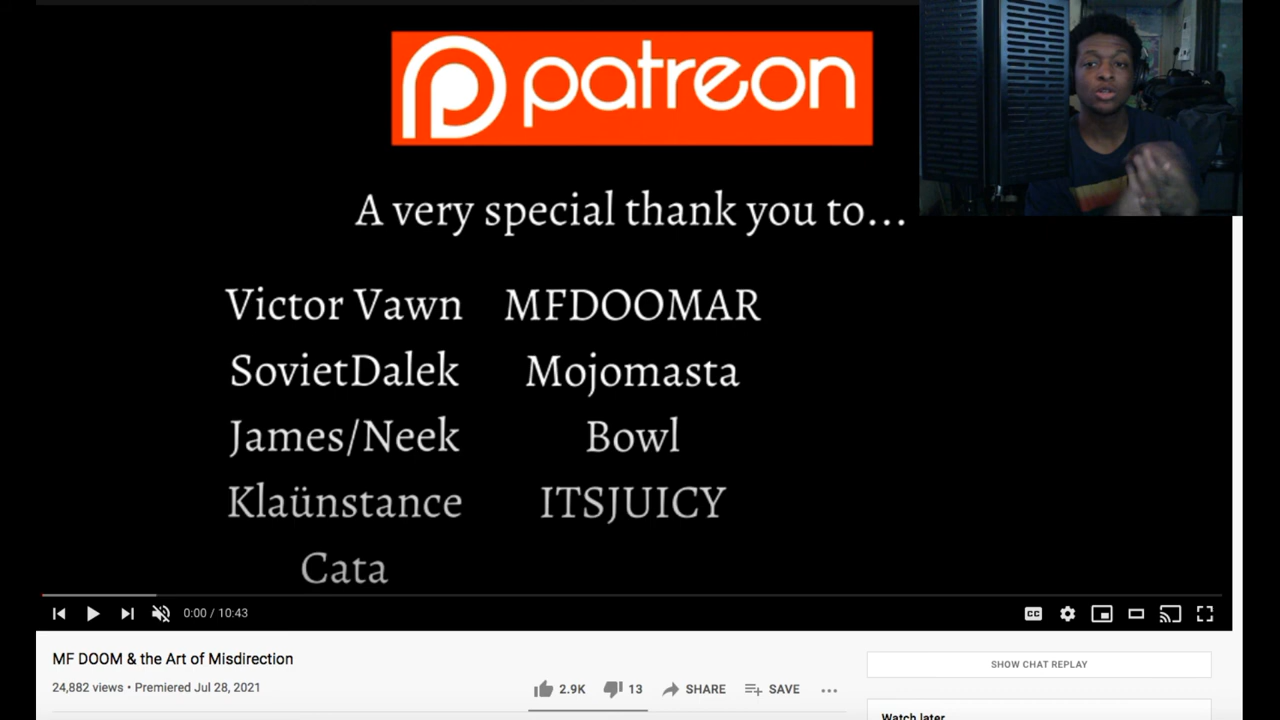 patreon
A very special thank you to...
Victor Vawn MFDOOMAR
SovietDalek Mojomasta
James/Neek Bowl
Klaünstance ITSJUICY
Cata
0:00 / 10:43
CC
MF DOOM & the Art of Misdirection
SHOW CHAT REPLAY
24,882 views • Premiered Jul 28, 2021
2.9K 13 SHARE SAVE
Watch later